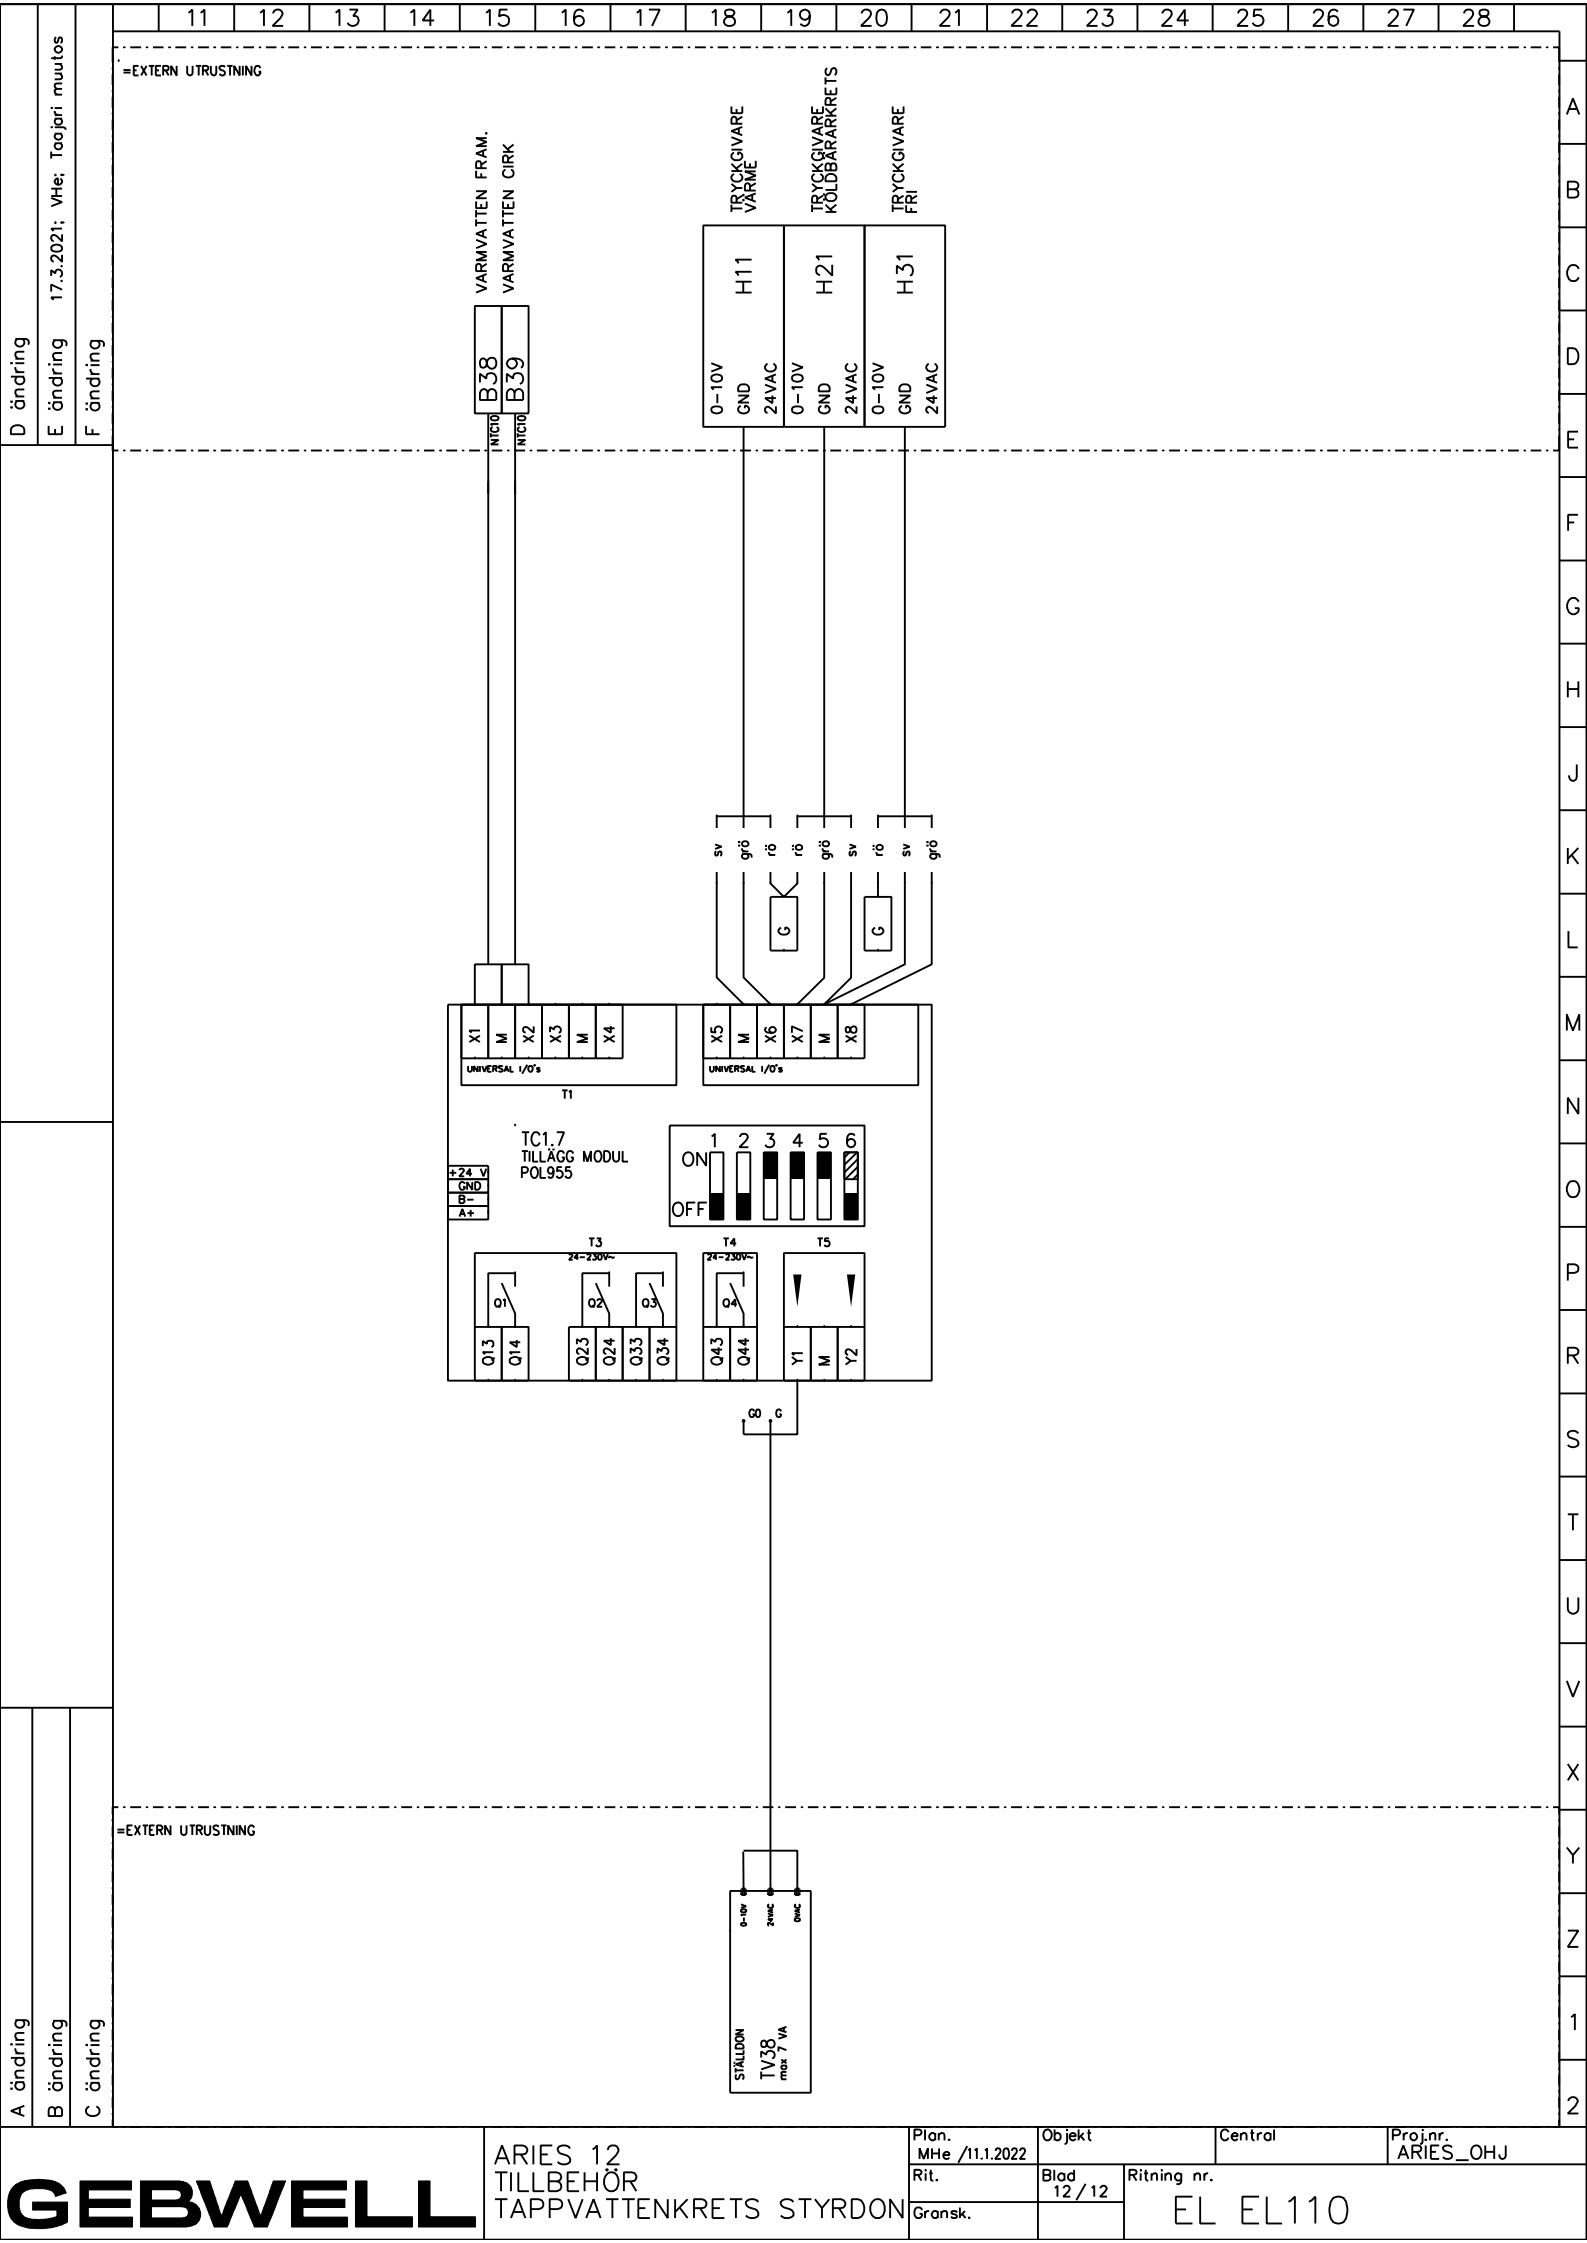 11 12 13 14 15 16 17 18 19 20 21 22 23 24 25 26 27 28
A
B
C
D
E
F
G
H
J
K
L
M
N
O
P
R
S
T
U
V
X
Y
Z
1
2
D ändring
E ändring 17.3.2021; VHe; Taajari muutos
F ändring
A ändring
B ändring
C ändring
=EXTERN UTRUSTNING
VARMVATTEN FRAM.
VARMVATTEN CIRK
B38
B39
NTC10
NTC10
TRYCKGIVARE
VÄRME
TRYCKGIVARE
KÖLDBÄRARKRETS
TRYCKGIVARE
FRI
H11
H21
H31
0-10V
GND
24VAC
0-10V
GND
24VAC
0-10V
GND
24VAC
sv grö rö rö grö sv rö sv grö
G G
X1 M X2 X3 M X4
UNIVERSAL I/O's
T1
X5 M X6 X7 M X8
UNIVERSAL I/O's
TC1.7
TILLÄGG MODUL
POL955
+24 V
GND
B-
A+
1 2 3 4 5 6
ON
OFF
T3
24-230V~
T4
24-230V~
T5
Q1 Q2 Q3 Q4
Q13 Q14 Q23 Q24 Q33 Q34 Q43 Q44 Y1 M Y2
G0 G
=EXTERN UTRUSTNING
0-10V
24VAC
0VAC
STÄLLDON
TV38
max 7 VA
GEBWELL
ARIES 12
TILLBEHÖR
TAPPVATTENKRETS STYRDON
Plan.
MHe /11.1.2022
Rit.
Gransk.
Objekt
Blad
12/12
Central
Proj.nr.
ARIES_OHJ
Ritning nr.
EL EL110